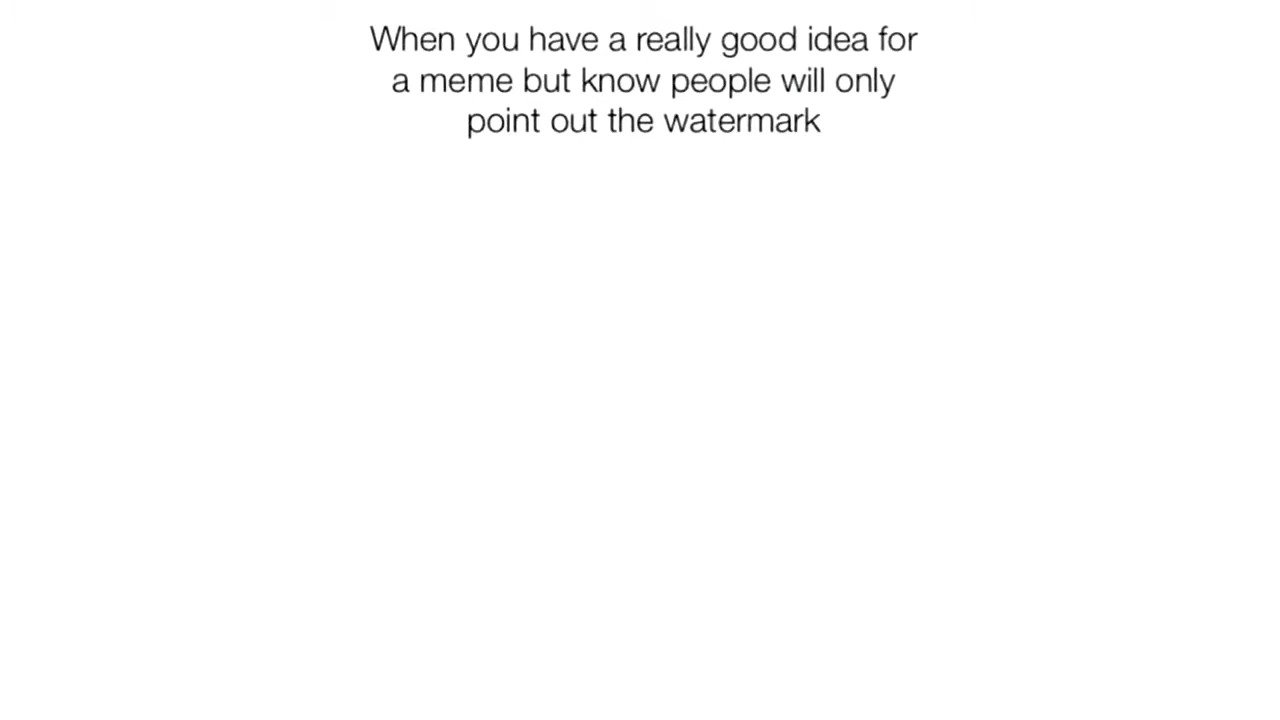 When you have a really good idea for
a meme but know people will only
point out the watermark